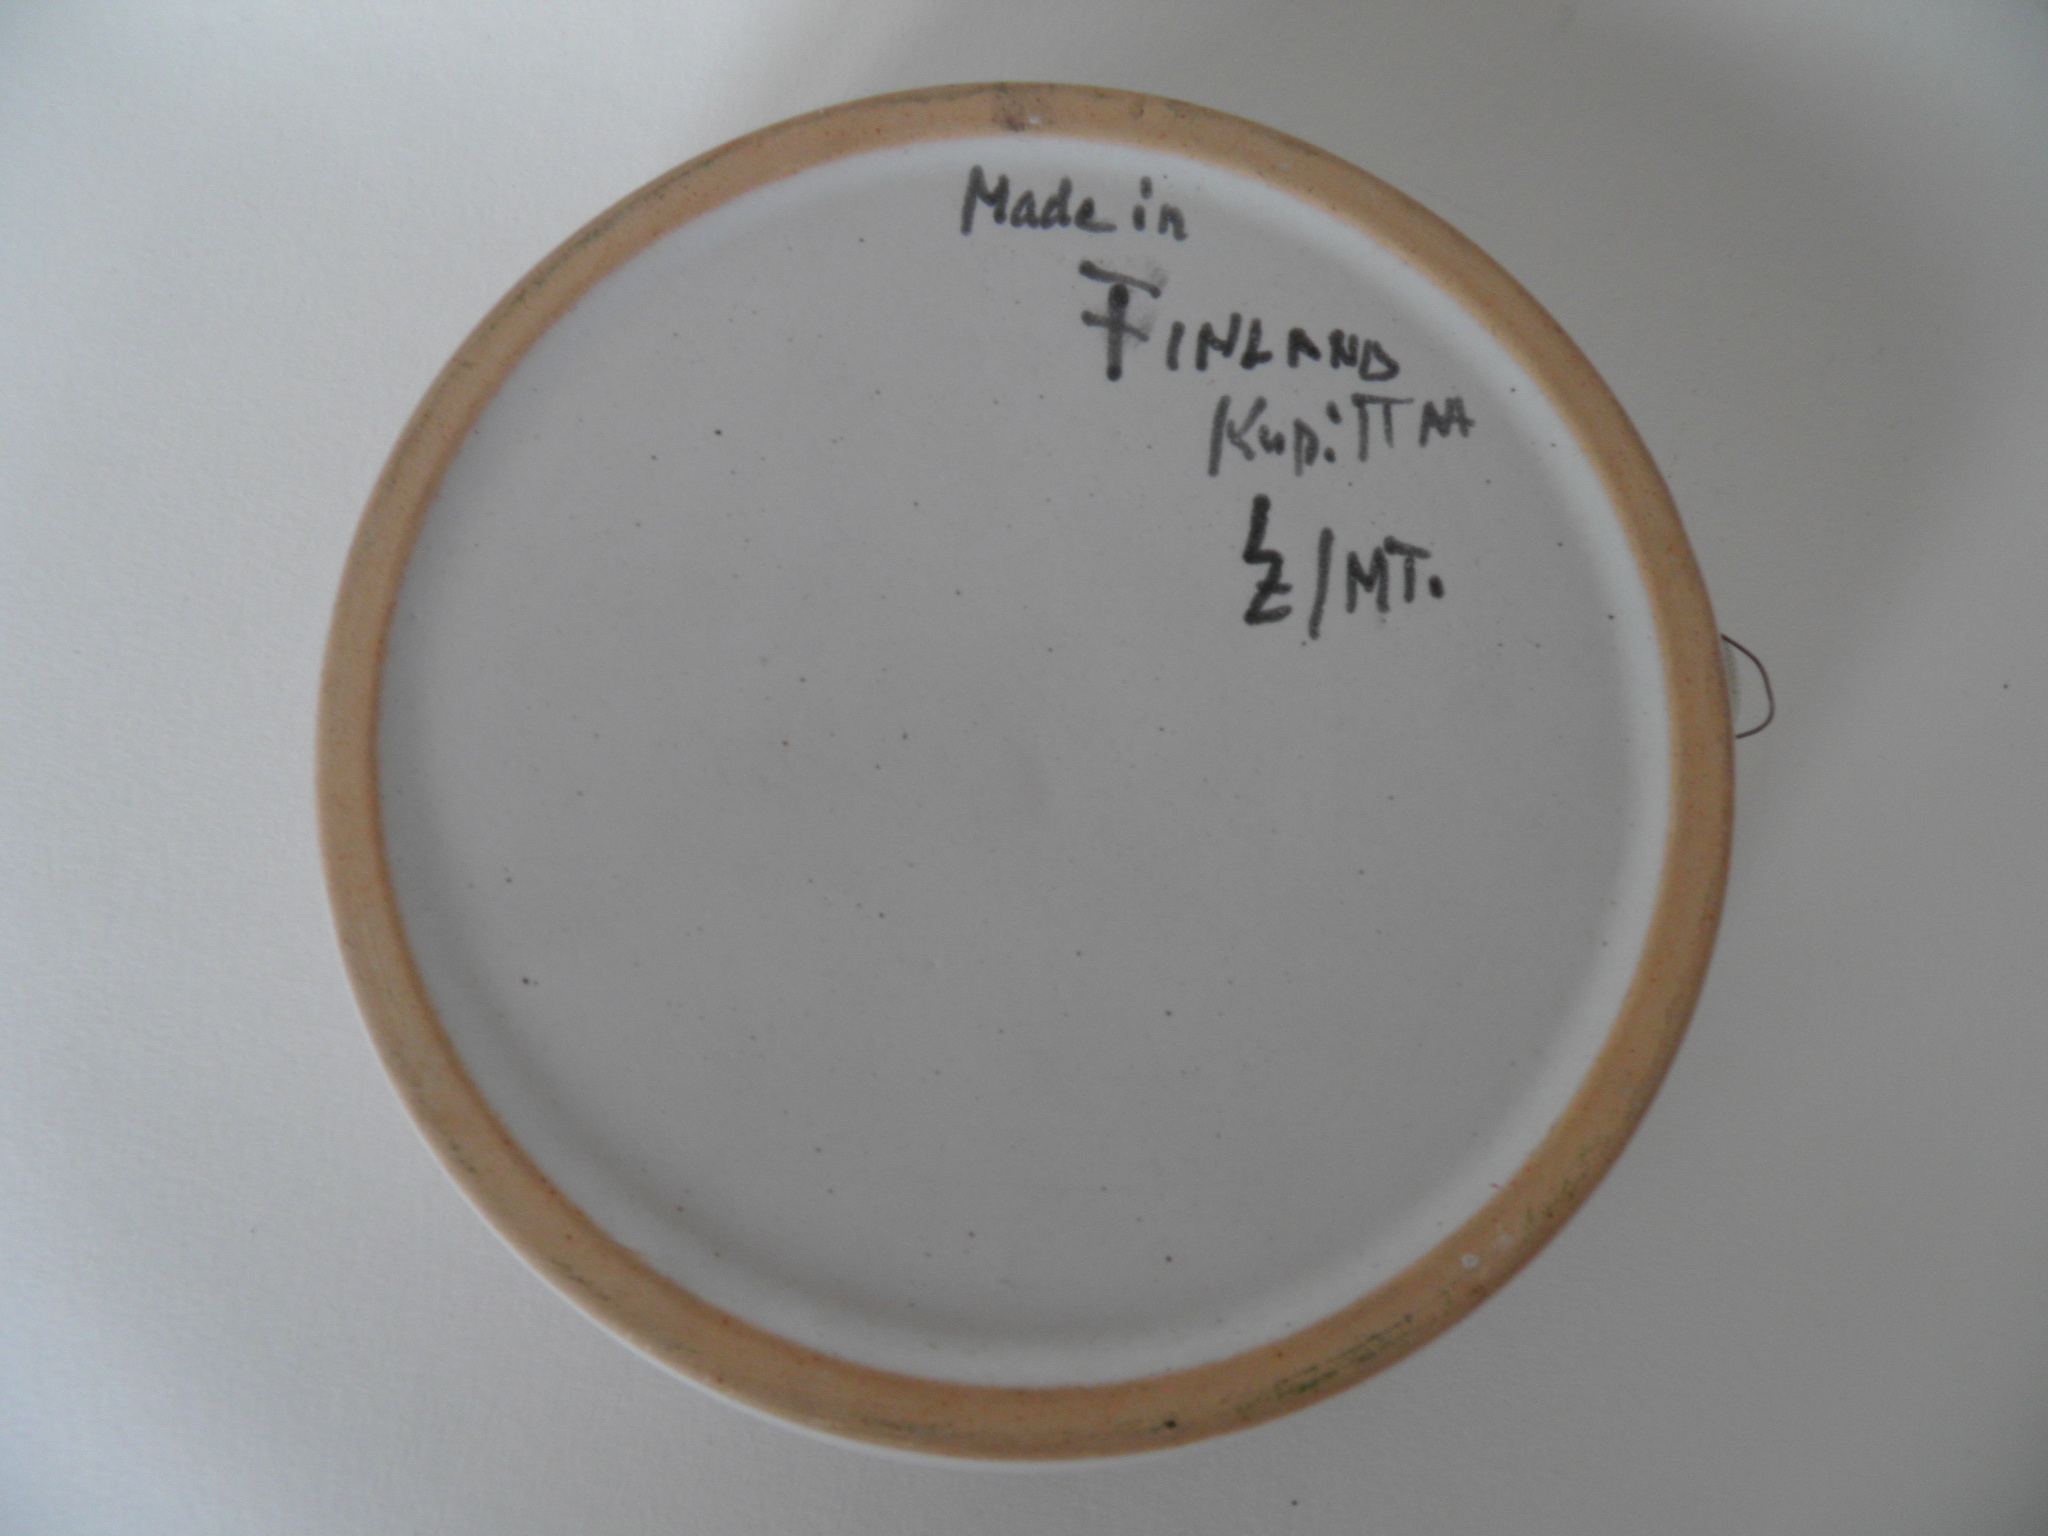 Made in
FINLAND
KupiTTAA
/MT.